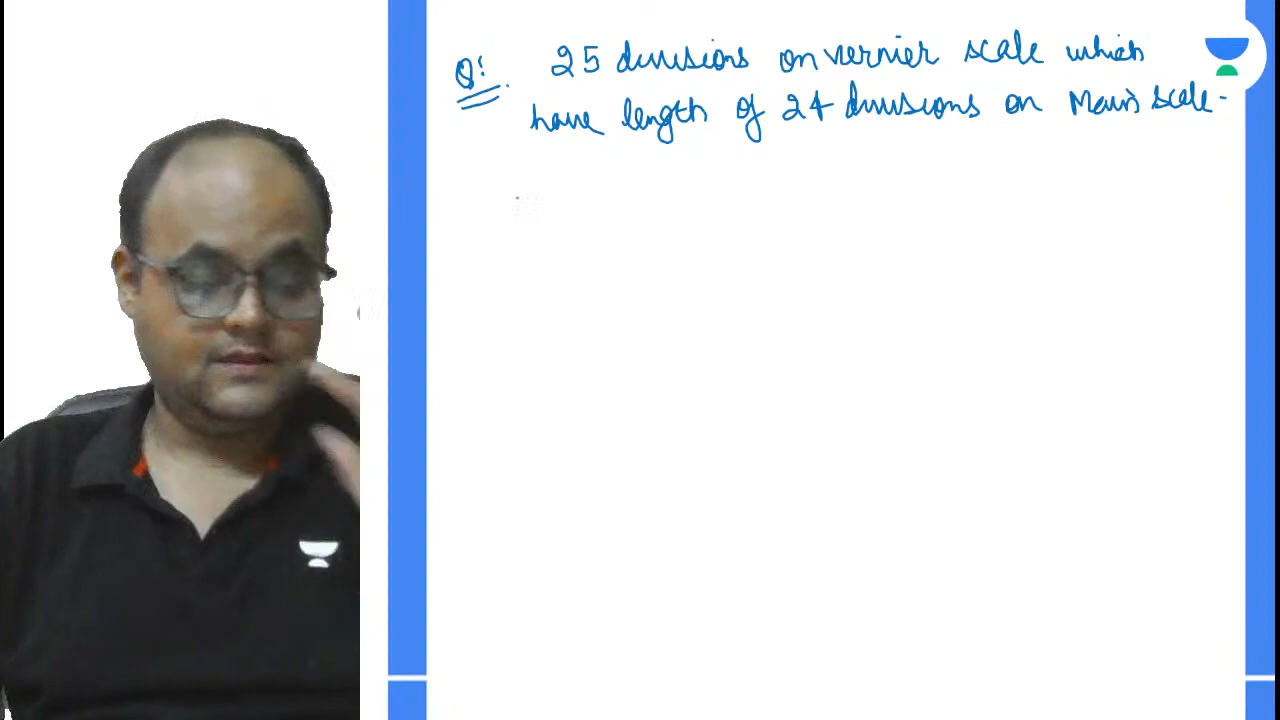 Q: 25 divisions on vernier scale which
have length of 24 divisions on Main scale.